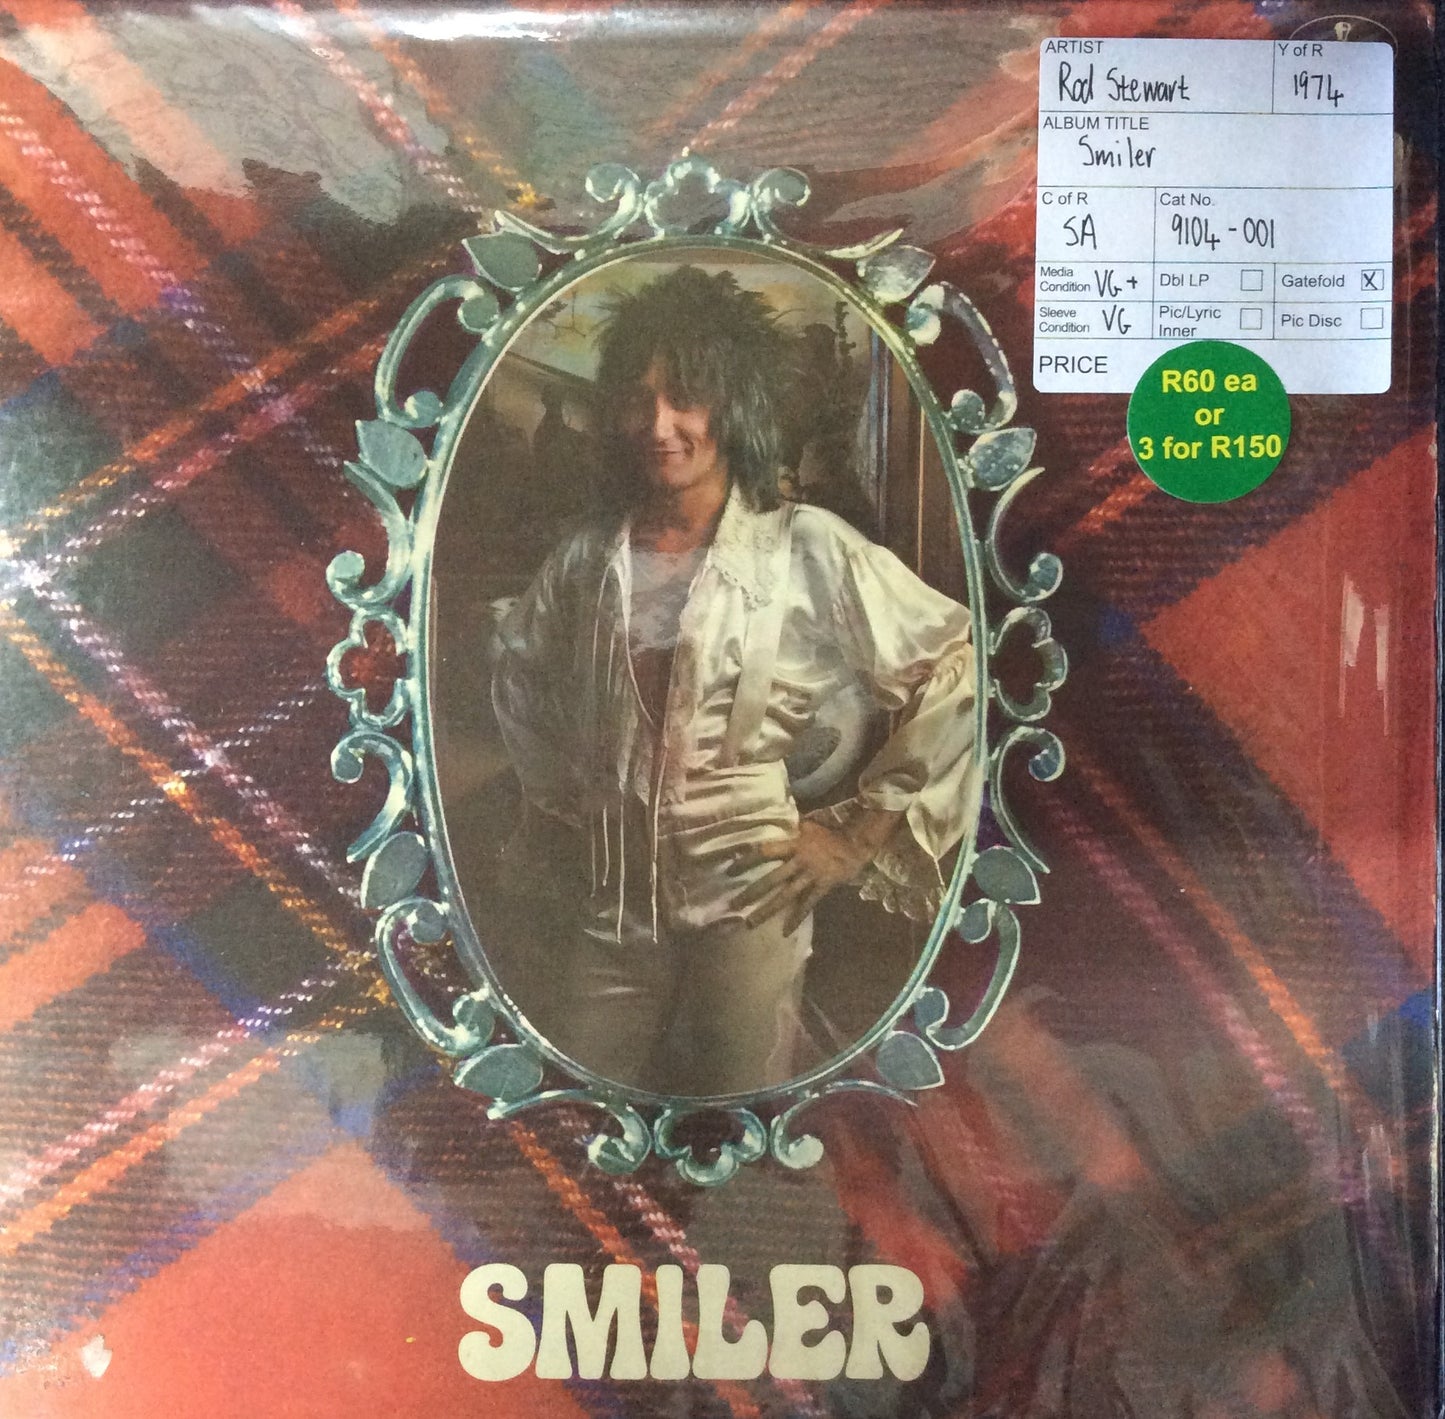 ARTIST
Rod Stewart
Y of R
1974
ALBUM TITLE
Smiler
C of R
SA
Cat No.
9104-001
Media
Condition VG+
Dbl LP
Gatefold X
Sleeve
Condition VG
Pic/Lyric
Inner
Pic Disc
PRICE
R60 ea
or
3 for R150
SMILER